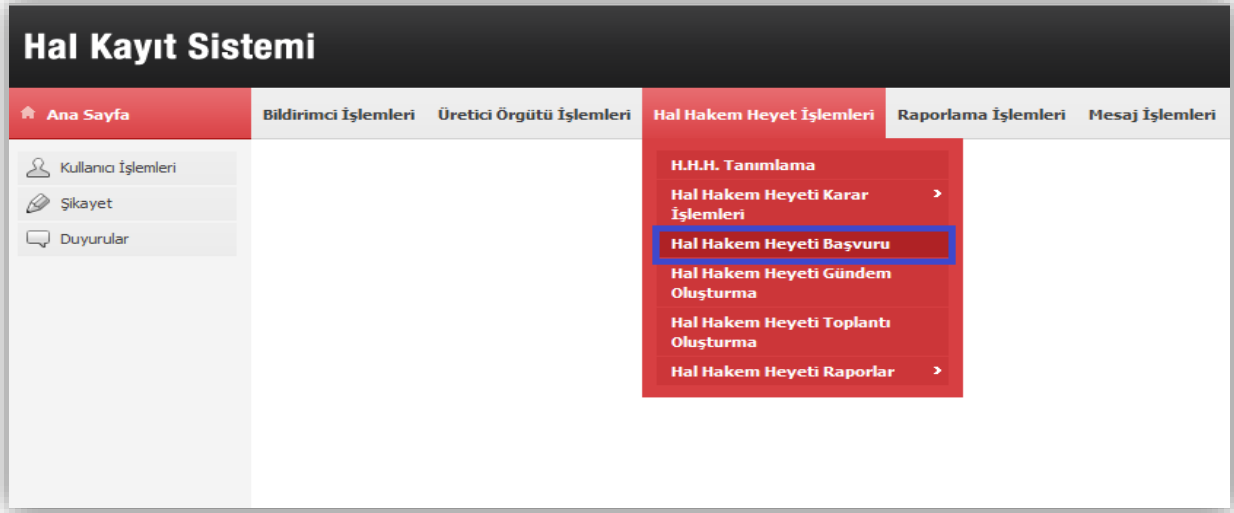 Hal Kayıt Sistemi
Ana Sayfa
Bildirimci İşlemleri
Üretici Örgütü İşlemleri
Hal Hakem Heyet İşlemleri
Raporlama İşlemleri
Mesaj İşlemleri
Kullanıcı İşlemleri
Şikayet
Duyurular
H.H.H. Tanımlama
Hal Hakem Heyeti Karar
İşlemleri
Hal Hakem Heyeti Başvuru
Hal Hakem Heyeti Gündem
Oluşturma
Hal Hakem Heyeti Toplantı
Oluşturma
Hal Hakem Heyeti Raporlar